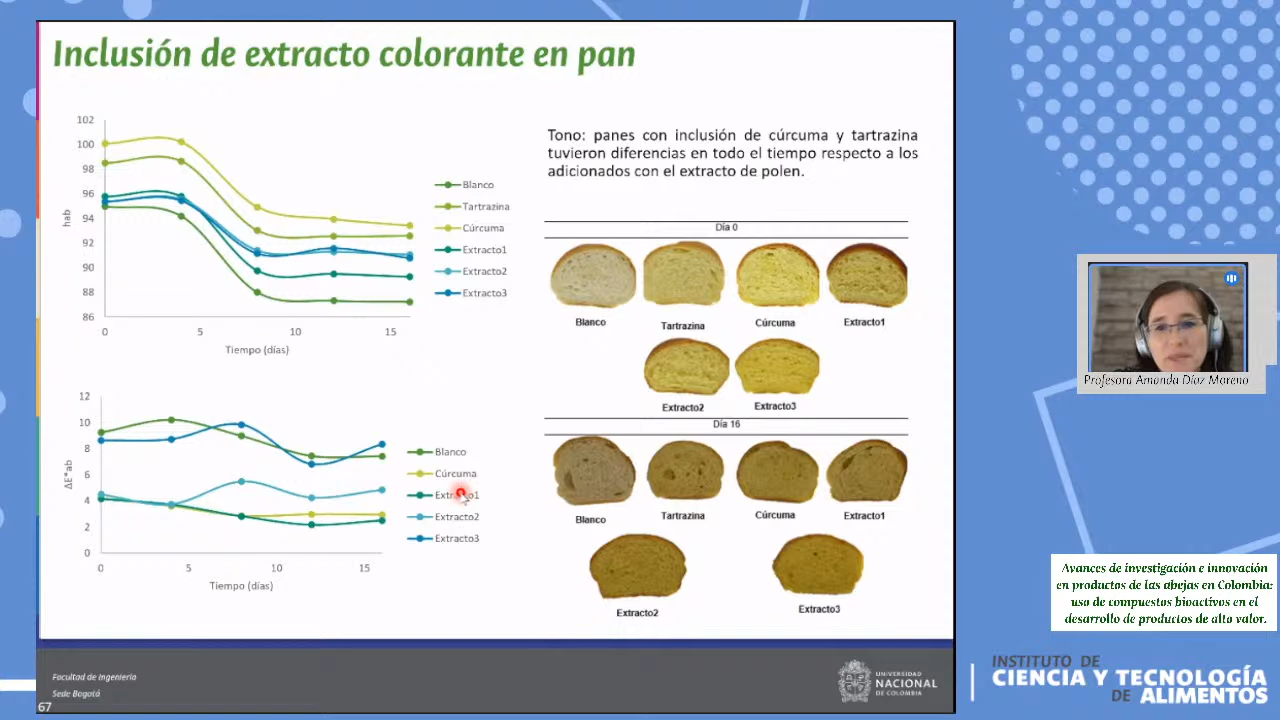 Inclusión de extracto colorante en pan
102
100
98
96
94
92
90
88
86
hab
0
5
10
15
Tiempo (días)
Blanco
Tartrazina
Cúrcuma
Extracto1
Extracto2
Extracto3
Tono: panes con inclusión de cúrcuma y tartrazina
tuvieron diferencias en todo el tiempo respecto a los
adicionados con el extracto de polen.
Día 0
Blanco
Tartrazina
Cúrcuma
Extracto1
Extracto2
Extracto3
Día 16
Blanco
Tartrazina
Cúrcuma
Extracto1
Extracto2
Extracto3
12
10
8
6
4
2
0
ΔE*ab
0
5
10
15
Tiempo (días)
Blanco
Cúrcuma
Extracto1
Extracto2
Extracto3
Facultad de Ingeniería
Sede Bogotá
67
UNIVERSIDAD
NACIONAL
DE COLOMBIA
Profesora Amanda Díaz Moreno
Avances de investigación e innovación
en productos de las abejas en Colombia:
uso de compuestos bioactivos en el
desarrollo de productos de alto valor.
INSTITUTO DE
CIENCIA Y TECNOLOGÍA
DE ALIMENTOS